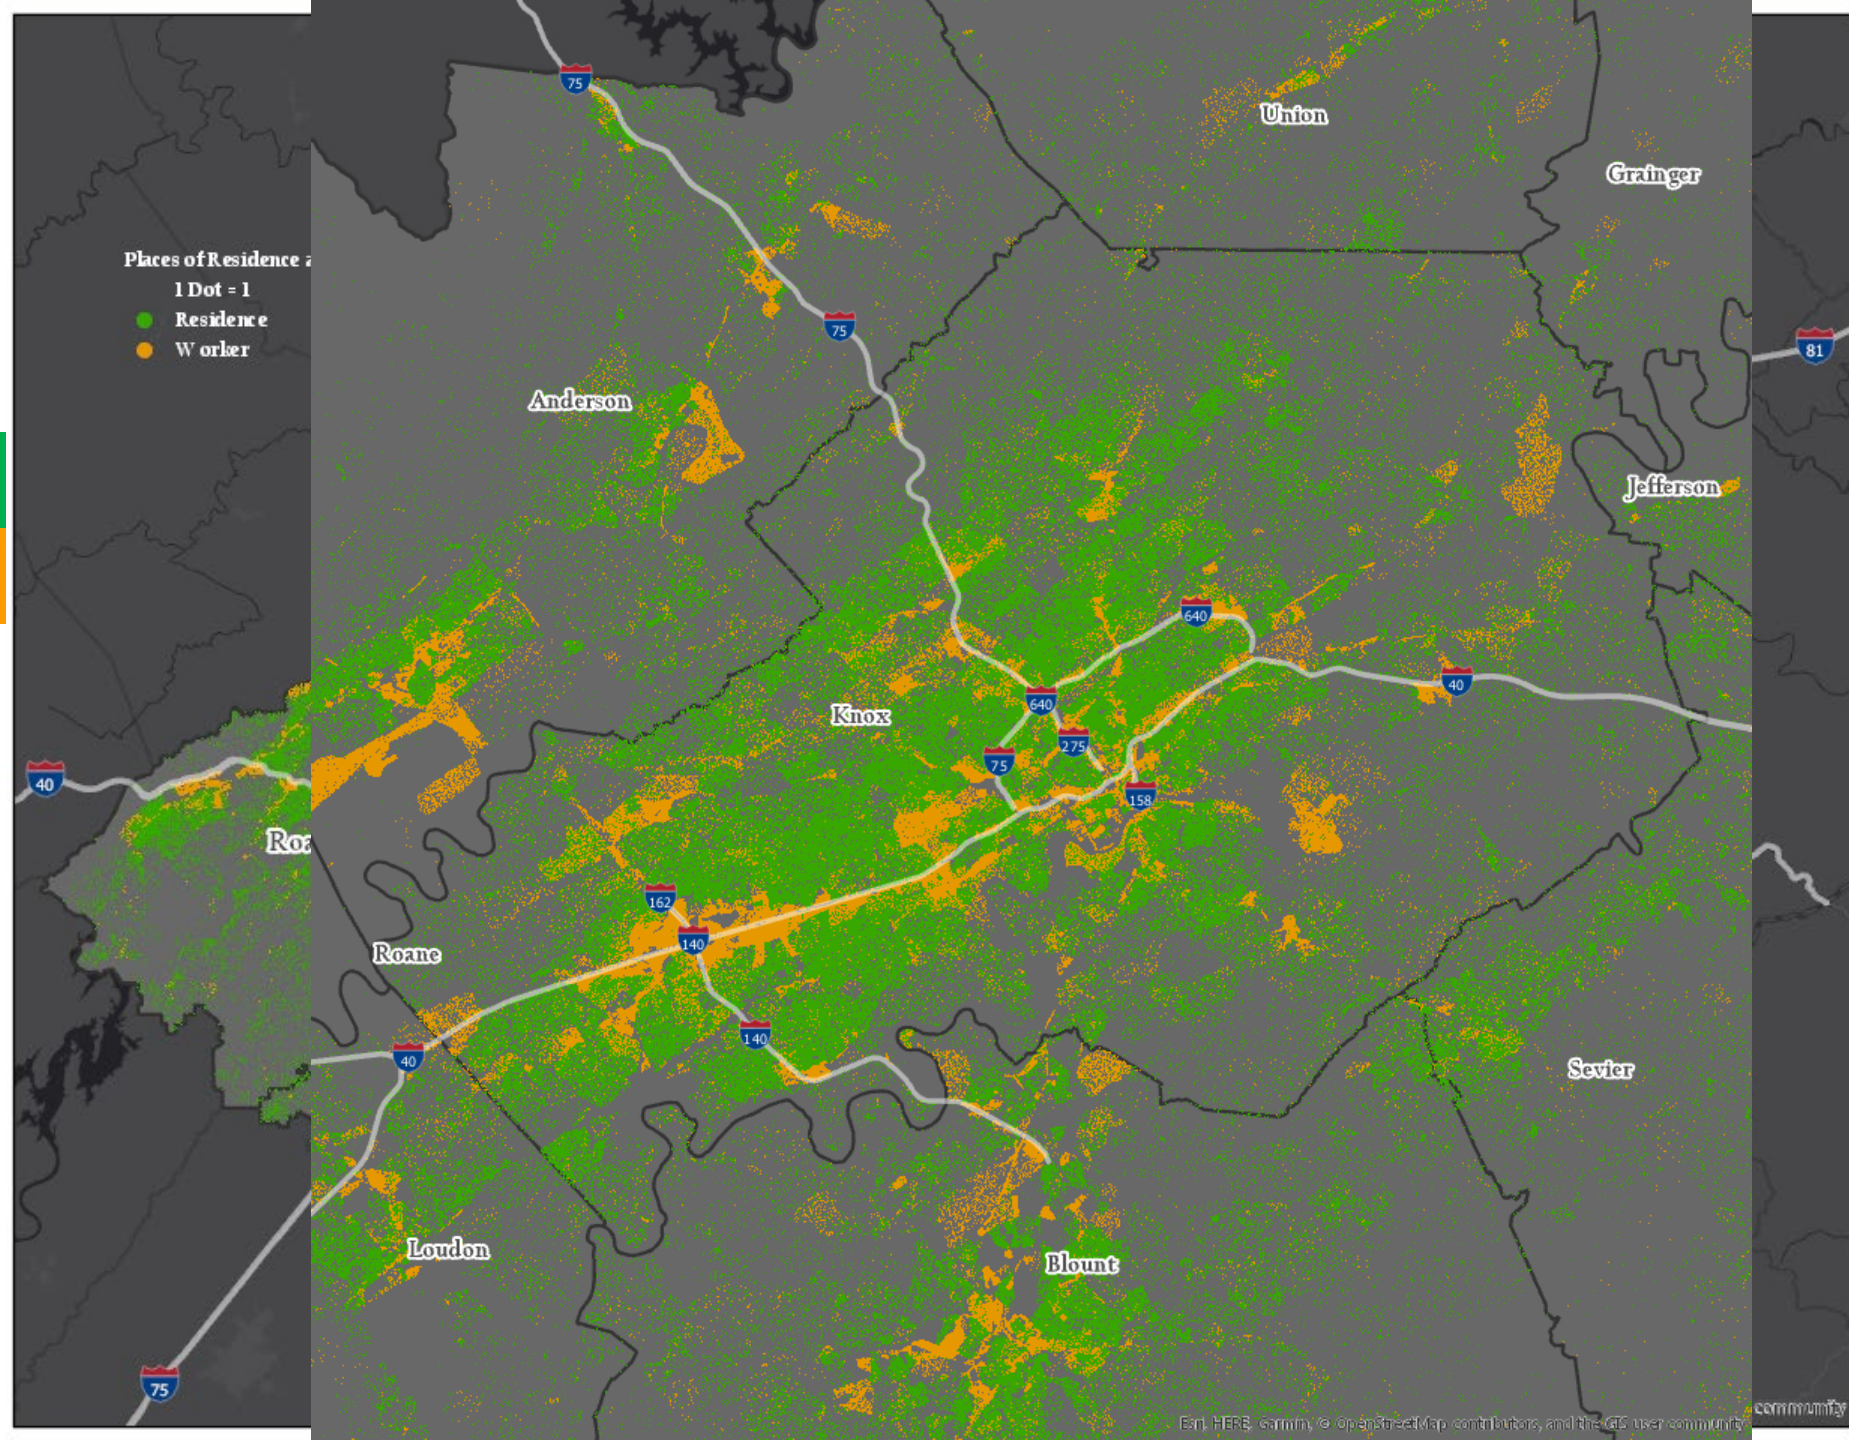 75
Union
Grainger
Places of Residence a
1 Dot = 1
Residence
Worker
75
81
Anderson
Jefferson
640
40
640
Knox
275
75
40
158
Roa
162
140
Roane
140
40
Sevier
Loudon
Blount
75
Esri, HERE, Garmin, © OpenStreetMap contributors, and the GIS user community
community